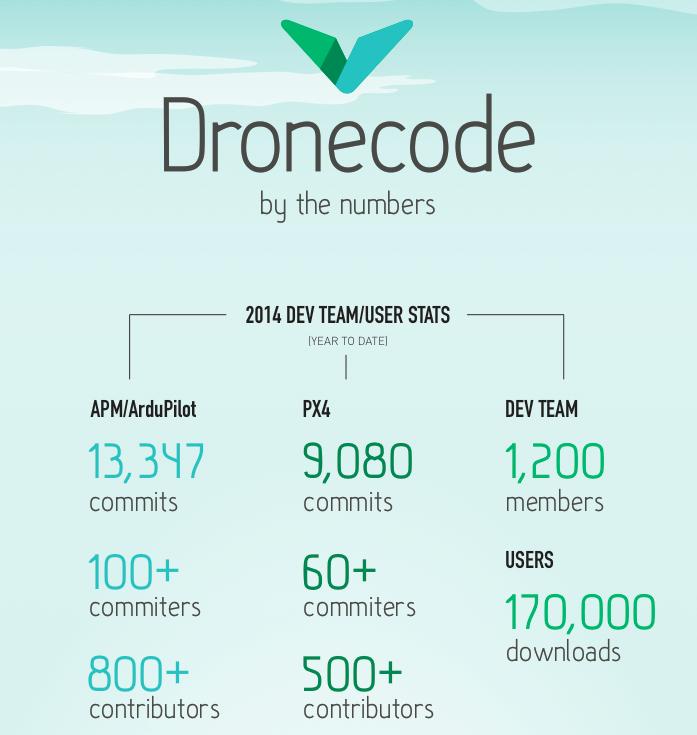 Dronecode
by the numbers
2014 DEV TEAM/USER STATS
(YEAR TO DATE)
APM/ArduPilot
13,347
commits
100+
commiters
800+
contributors
PX4
9,080
commits
60+
commiters
500+
contributors
DEV TEAM
1,200
members
USERS
170,000
downloads